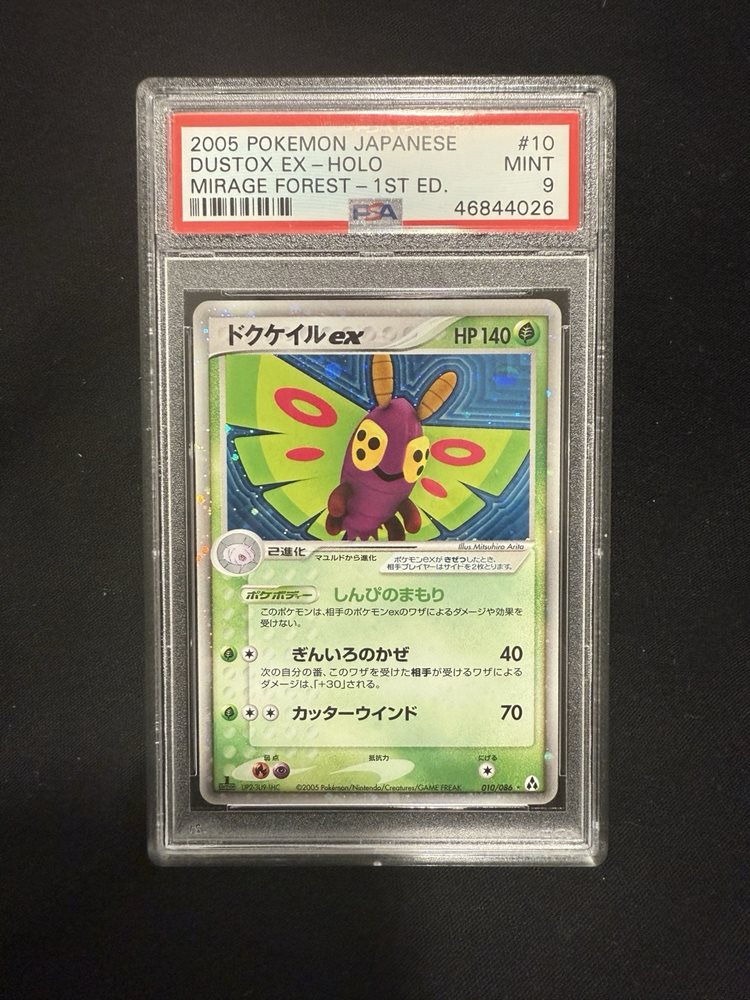 2005 POKEMON JAPANESE #10
DUSTOX EX-HOLO MINT
MIRAGE FOREST-1ST ED. 9
PSA 46844026
ドクケイルex HP 140
Illus. Mitsuhiro Arita
2進化 マユルドから進化
ポケモンexがきぜつしたとき、
相手プレイヤーはサイドを2枚とります。
ポケボディー しんぴのまもり
このポケモンは、相手のポケモンexのワザによるダメージや効果を
受けない。
ぎんいろのかぜ 40
次の自分の番、このワザを受けた相手が受けるワザによる
ダメージは、「+30」される。
カッターウインド 70
弱点 抵抗力 にげる
1
©2005 Pokémon/Nintendo/Creatures/GAME FREAK 010/086